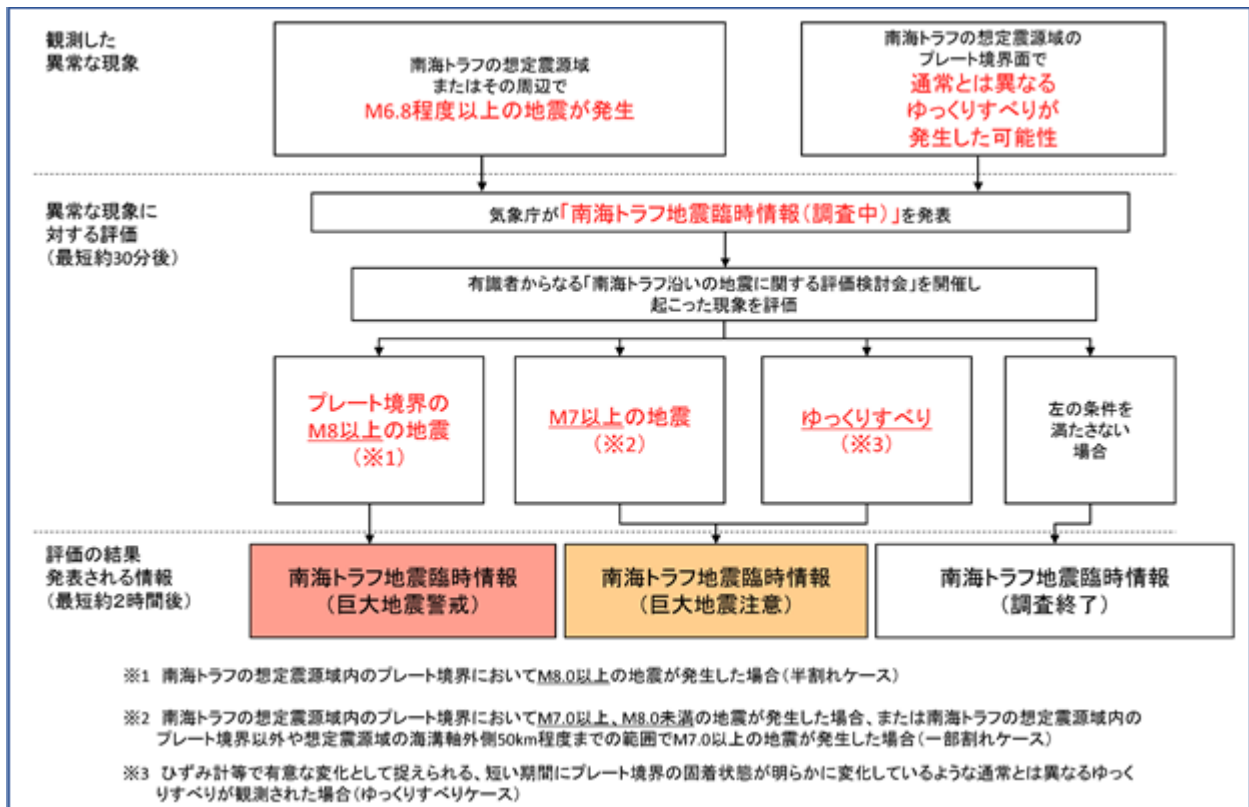 観測した
異常な現象
南海トラフの想定震源域
またはその周辺で
M6.8程度以上の地震が発生
南海トラフの想定震源域の
プレート境界面で
通常とは異なる
ゆっくりすべりが
発生した可能性
異常な現象に
対する評価
（最短約30分後）
気象庁が「南海トラフ地震臨時情報（調査中）」を発表
有識者からなる「南海トラフ沿いの地震に関する評価検討会」を開催し
起こった現象を評価
プレート境界の
M8以上の地震
（※1）
M7以上の地震
（※2）
ゆっくりすべり
（※3）
左の条件を
満たさない
場合
評価の結果
発表される情報
（最短約２時間後）
南海トラフ地震臨時情報
（巨大地震警戒）
南海トラフ地震臨時情報
（巨大地震注意）
南海トラフ地震臨時情報
（調査終了）
※1 南海トラフの想定震源域内のプレート境界においてM8.0以上の地震が発生した場合（半割れケース）
※2 南海トラフの想定震源域内のプレート境界においてM7.0以上、M8.0未満の地震が発生した場合、または南海トラフの想定震源域内の
プレート境界以外や想定震源域の海溝軸外側50km程度までの範囲でM7.0以上の地震が発生した場合（一部割れケース）
※3 ひずみ計等で有意な変化として捉えられる、短い期間にプレート境界の固着状態が明らかに変化しているような通常とは異なるゆっく
りすべりが観測された場合（ゆっくりすべりケース）